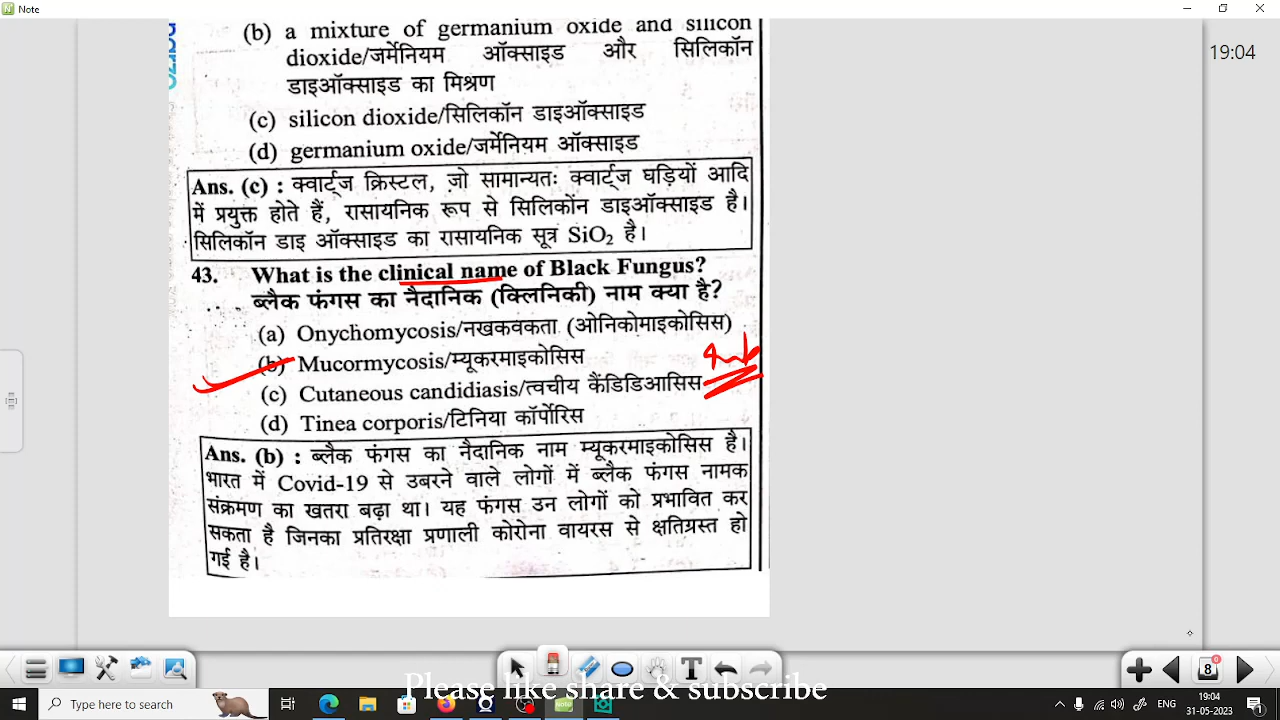 Note
19:04
(b) a mixture of germanium oxide and silicon
dioxide/जर्मेनियम ऑक्साइड और सिलिकॉन
डाइऑक्साइड का मिश्रण
(c) silicon dioxide/सिलिकॉन डाइऑक्साइड
(d) germanium oxide/जर्मेनियम ऑक्साइड
Ans. (c) : क्वार्ट्ज क्रिस्टल, जो सामान्यतः क्वार्ट्ज घड़ियों आदि
में प्रयुक्त होते हैं, रासायनिक रूप से सिलिकॉन डाइऑक्साइड है।
सिलिकॉन डाइ ऑक्साइड का रासायनिक सूत्र SiO₂ है।
43. What is the clinical name of Black Fungus?
ब्लैक फंगस का नैदानिक (क्लिनिकी) नाम क्या है?
(a) Onychomycosis/नखकवकता (ओनिकोमाइकोसिस)
(b) Mucormycosis/म्यूकरमाइकोसिस
(c) Cutaneous candidiasis/त्वचीय कैंडिडिआसिस
(d) Tinea corporis/टिनिया कॉर्पोरिस
Ans. (b) : ब्लैक फंगस का नैदानिक नाम म्यूकरमाइकोसिस है।
भारत में Covid-19 से उबरने वाले लोगों में ब्लैक फंगस नामक
संक्रमण का खतरा बढ़ा था। यह फंगस उन लोगों को प्रभावित कर
सकता है जिनका प्रतिरक्षा प्रणाली कोरोना वायरस से क्षतिग्रस्त हो
गई है।
8
Please like share & subscribe
Type here to search
ENG
19:04
31-05-2023